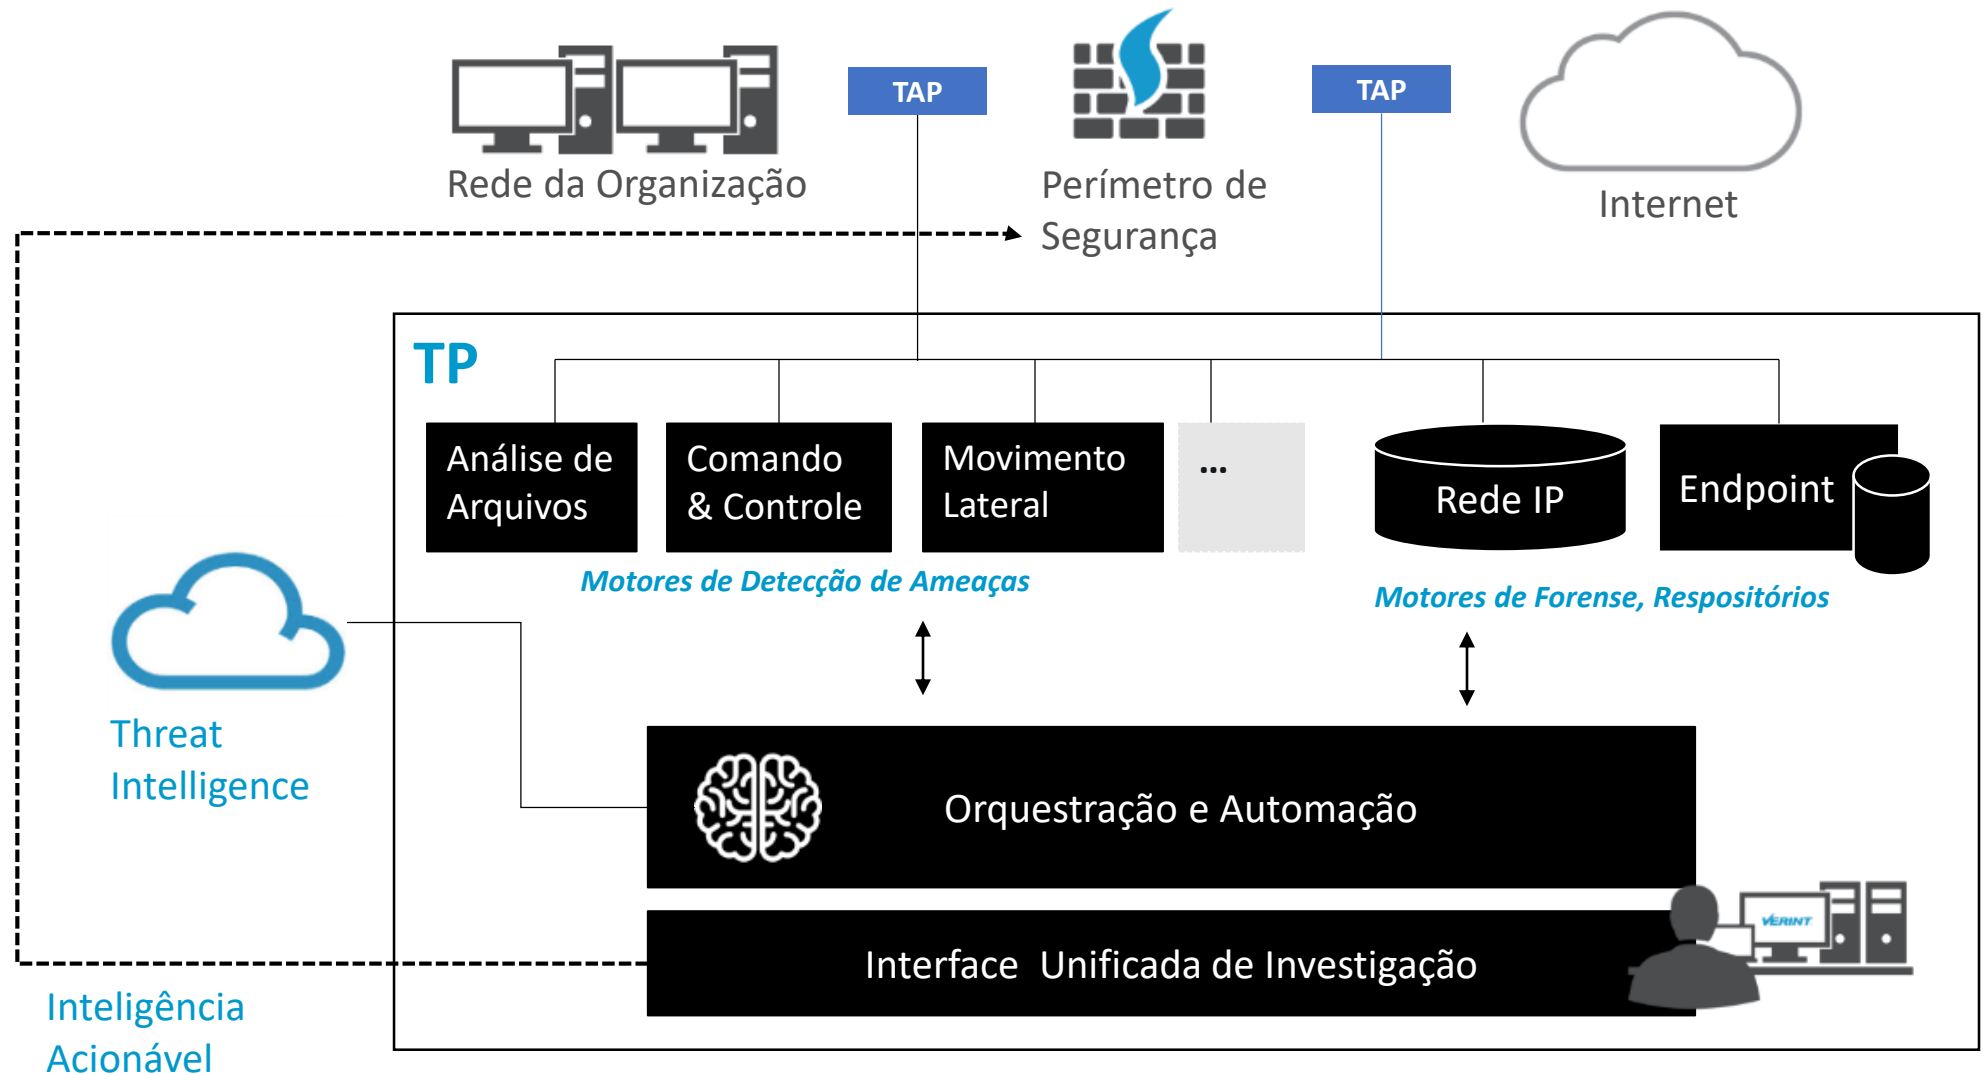 TAP
TAP
Rede da Organização
Perímetro de
Segurança
Internet
TP
Análise de
Arquivos
Comando
& Controle
Movimento
Lateral
...
Rede IP
Endpoint
Motores de Detecção de Ameaças
Motores de Forense, Respositórios
Threat
Intelligence
Orquestração e Automação
VERINT
Interface Unificada de Investigação
Inteligência
Acionável